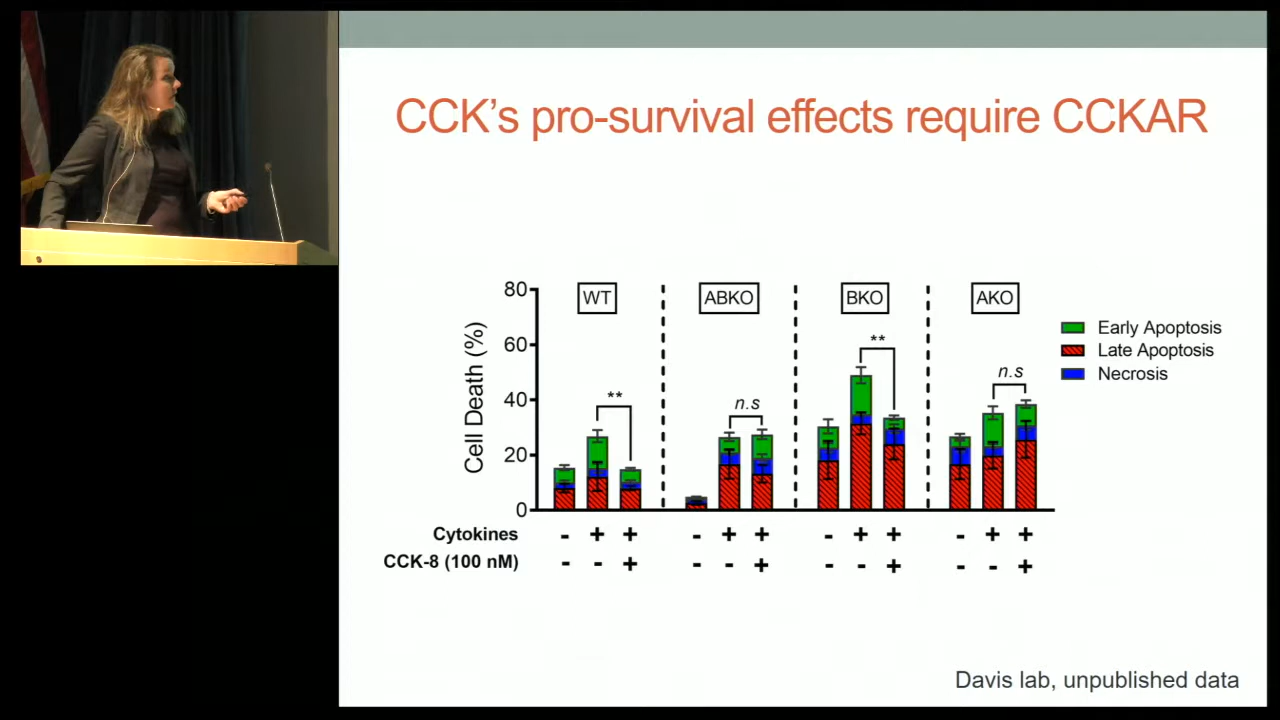 CCK's pro-survival effects require CCKAR
80
60
40
20
0
Cell Death (%)
WT
ABKO
BKO
AKO
**
n.s
**
n.s
Early Apoptosis
Late Apoptosis
Necrosis
Cytokines - + + - + + - + + - + +
CCK-8 (100 nM) - - + - - + - - + - - +
Davis lab, unpublished data